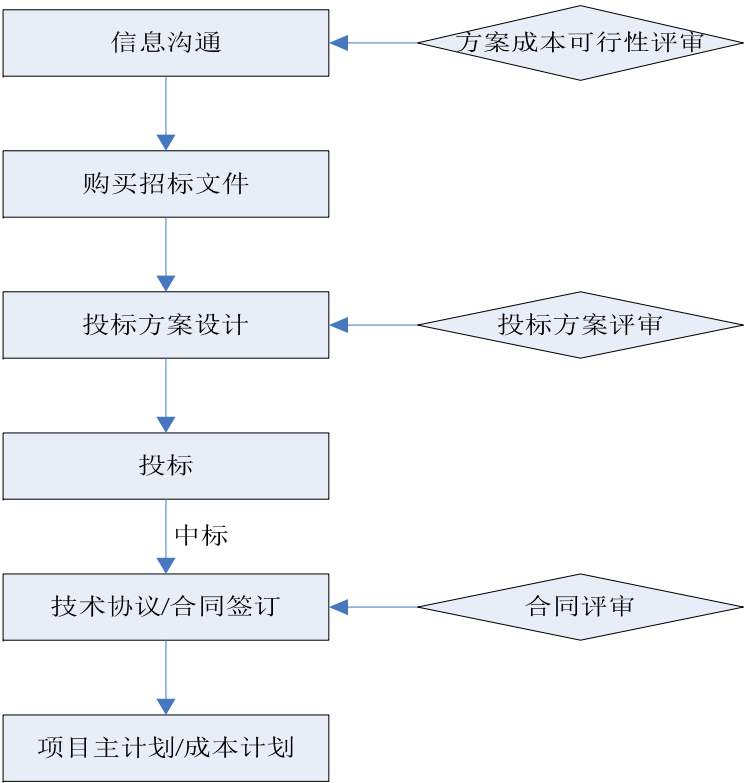 信息沟通
方案成本可行性评审
购买招标文件
投标方案设计
投标方案评审
投标
中标
技术协议/合同签订
合同评审
项目主计划/成本计划